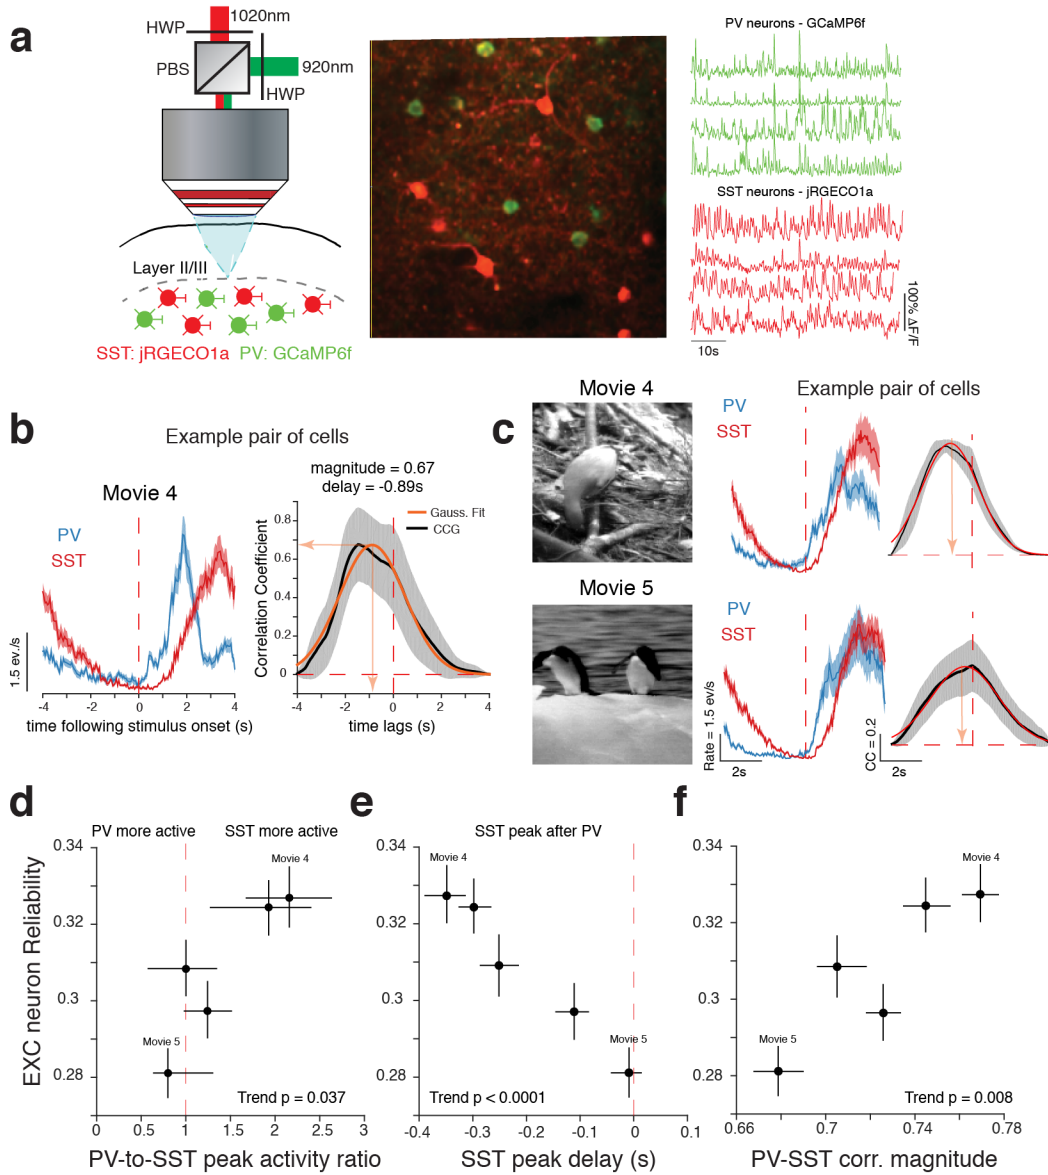 a
1020nm
HWP
PBS
920nm
HWP
Layer II/III
SST: jRGECO1a PV: GCaMP6f
PV neurons - GCaMP6f
SST neurons - jRGECO1a
100% ΔF/F
10s
b
Example pair of cells
Movie 4
PV
SST
1.5 ev./s
-4 -2 0 2 4
time following stimulus onset (s)
magnitude = 0.67
delay = -0.89s
Gauss. Fit
CCG
Correlation Coefficient
0.8
0.6
0.4
0.2
0
-4 -2 0 2 4
time lags (s)
c
Movie 4
Example pair of cells
PV
SST
Movie 5
PV
SST
Rate = 1.5 ev/s
2s
CC = 0.2
2s
d
PV more active
SST more active
Movie 4
Movie 5
EXC neuron Reliability
0.34
0.32
0.3
0.28
Trend p = 0.037
0 0.5 1 1.5 2 2.5 3
PV-to-SST peak activity ratio
e
SST peak after PV
Movie 4
Movie 5
0.34
0.32
0.3
0.28
Trend p < 0.0001
-0.4 -0.3 -0.2 -0.1 0 0.1
SST peak delay (s)
f
Movie 4
Movie 5
0.34
0.32
0.3
0.28
Trend p = 0.008
0.66 0.7 0.74 0.78
PV-SST corr. magnitude